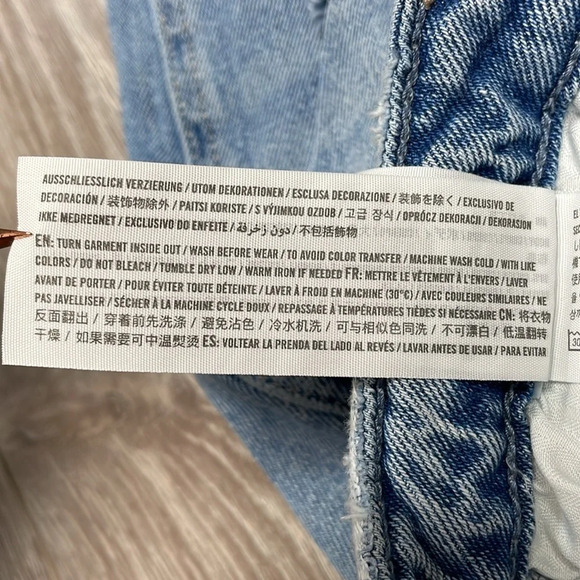 AUSSCHLIESSLICH VERZIERUNG / UTOM DEKORATIONEN / ESCLUSA DECORAZIONE / 装飾を除く / EXCLUSIVO DE
DECORACIÓN / 装饰物除外 / PAITSI KORISTE / S VÝJIMKOU OZDOB / 고급 장식 / OPRÓCZ DEKORACJI / DEKORASJON
IKKE MEDREGNET / EXCLUSIVO DO ENFEITE / دون زخرفة / 不包括飾物
EN: TURN GARMENT INSIDE OUT / WASH BEFORE WEAR / TO AVOID COLOR TRANSFER / MACHINE WASH COLD / WITH LIKE
COLORS / DO NOT BLEACH / TUMBLE DRY LOW / WARM IRON IF NEEDED FR: METTRE LE VÊTEMENT À L'ENVERS / LAVER
AVANT DE PORTER / POUR ÉVITER TOUTE DÉTEINTE / LAVER À FROID EN MACHINE (30°C) / AVEC COULEURS SIMILAIRES / NE
PAS JAVELLISER / SÉCHER À LA MACHINE CYCLE DOUX / REPASSAGE À TEMPÉRATURES TIÈDES SI NÉCESSAIRE CN: 将衣物
反面翻出 / 穿着前先洗涤 / 避免沾色 / 冷水机洗 / 可与相似色同洗 / 不可漂白 / 低温翻转
干燥 / 如果需要可中温熨烫 ES: VOLTEAR LA PRENDA DEL LADO AL REVÉS / LAVAR ANTES DE USAR / PARA EVITAR